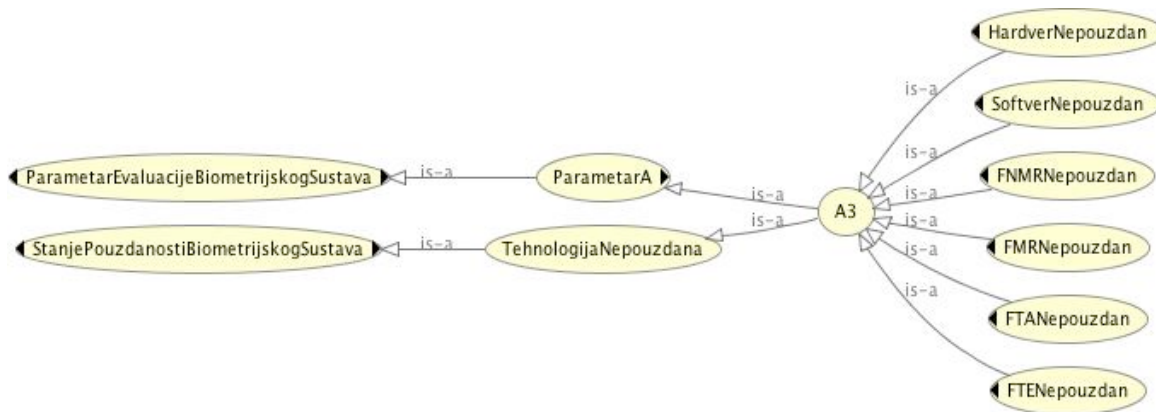 HardverNepouzdan
is-a
SoftverNepouzdan
is-a
ParametarEvaluacijeBiometrijskogSustava
is-a
ParametarA
is-a
FNMRNepouzdan
is-a
A3
StanjePouzdanostiBiometrijskogSustava
is-a
TehnologijaNepouzdana
is-a
is-a
FMRNepouzdan
is-a
FTANepouzdan
is-a
FTENepouzdan